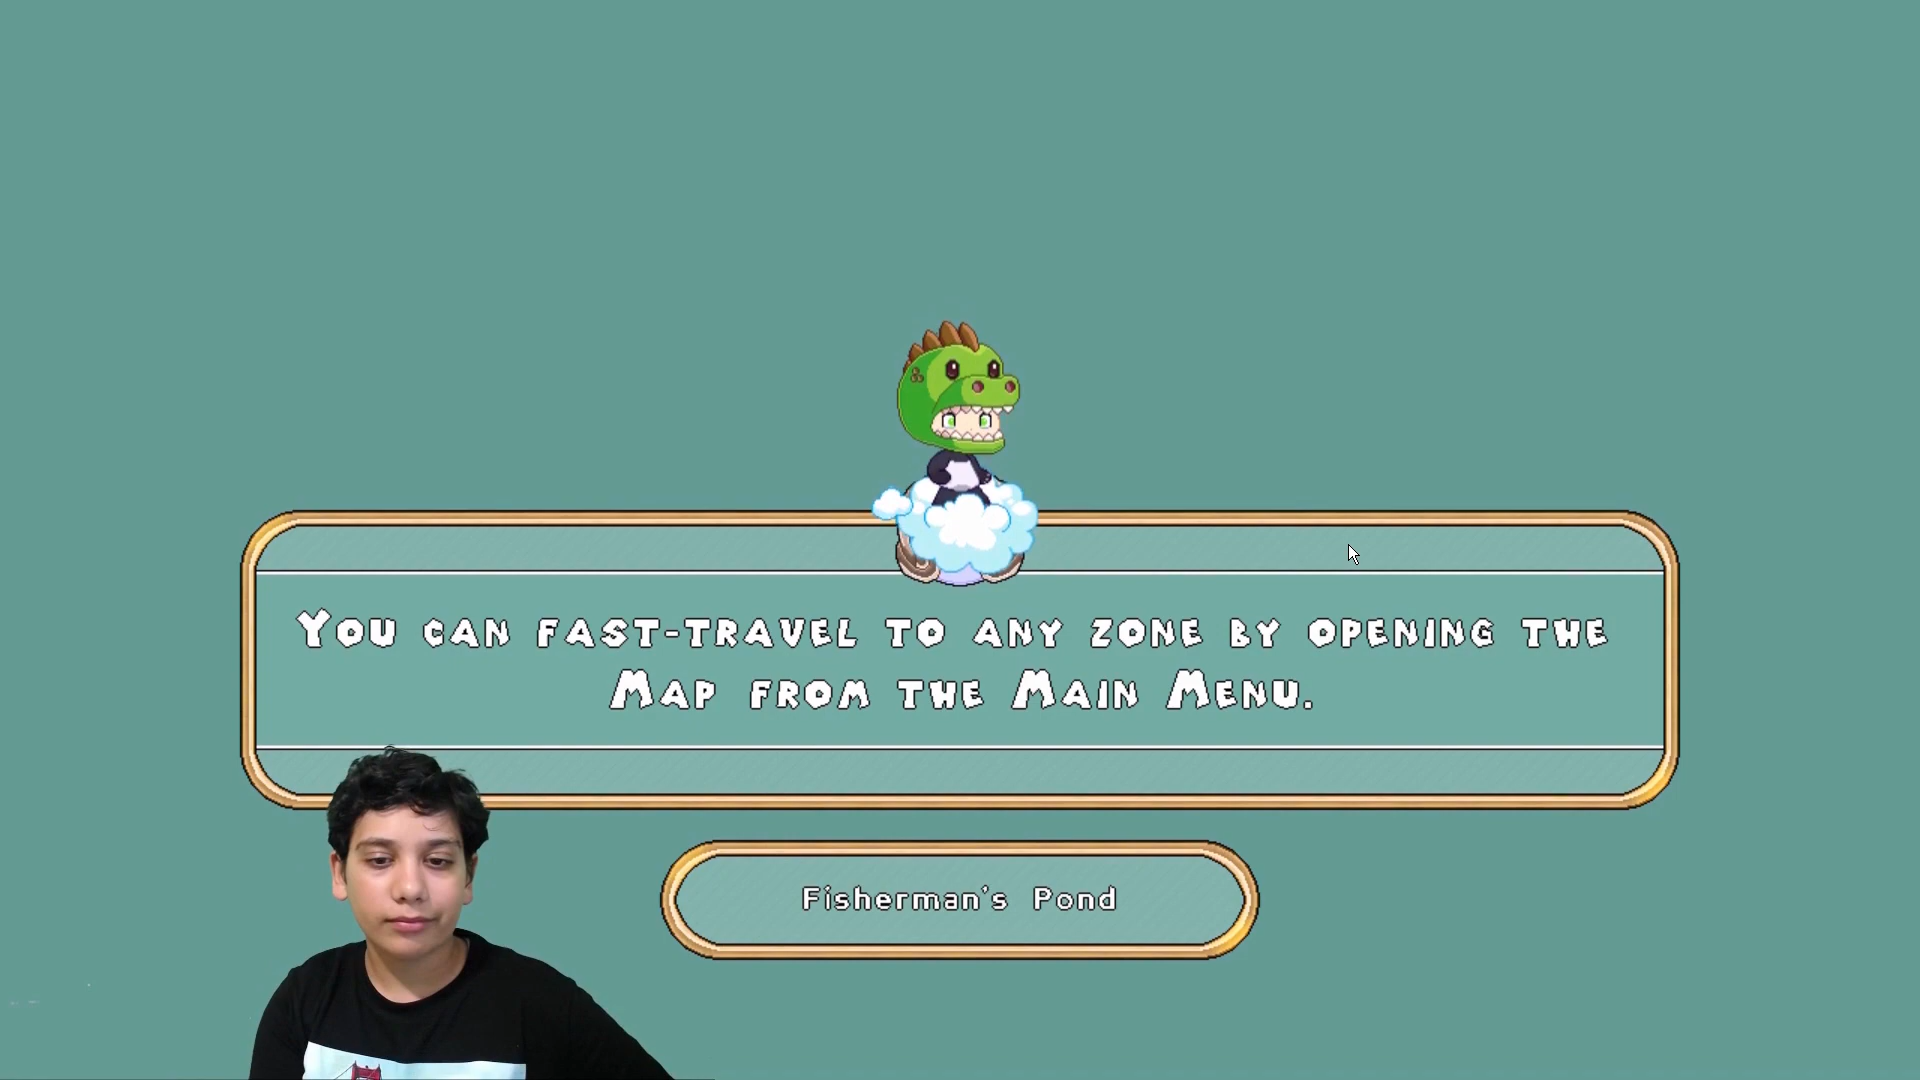 You can fast-travel to any zone by opening the
Map from the Main Menu.
Fisherman's Pond